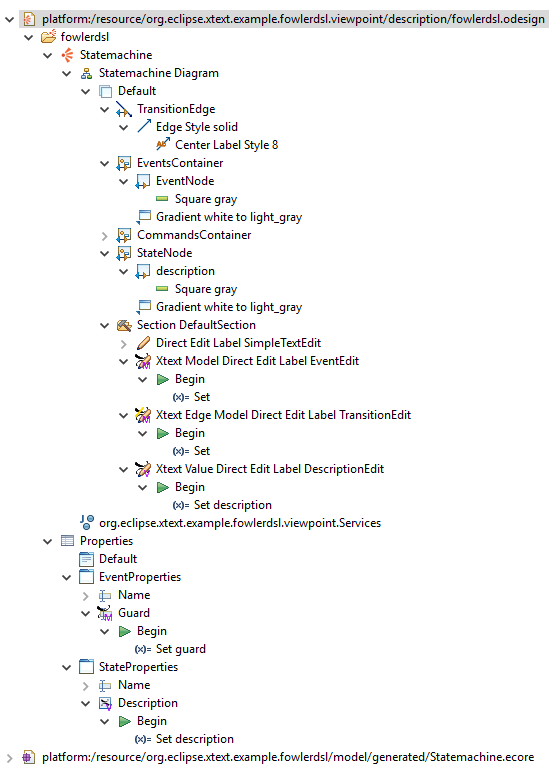 platform:/resource/org.eclipse.xtext.example.fowlerdsl.viewpoint/description/fowlerdsl.odesign
fowlerdsl
Statemachine
Statemachine Diagram
Default
TransitionEdge
Edge Style solid
Center Label Style 8
EventsContainer
EventNode
Square gray
Gradient white to light_gray
CommandsContainer
StateNode
description
Square gray
Gradient white to light_gray
Section DefaultSection
Direct Edit Label SimpleTextEdit
Xtext Model Direct Edit Label EventEdit
Begin
(x)= Set
Xtext Edge Model Direct Edit Label TransitionEdit
Begin
(x)= Set
Xtext Value Direct Edit Label DescriptionEdit
Begin
(x)= Set description
org.eclipse.xtext.example.fowlerdsl.viewpoint.Services
Properties
Default
EventProperties
Name
Guard
Begin
(x)= Set guard
StateProperties
Name
Description
Begin
(x)= Set description
platform:/resource/org.eclipse.xtext.example.fowlerdsl/model/generated/Statemachine.ecore